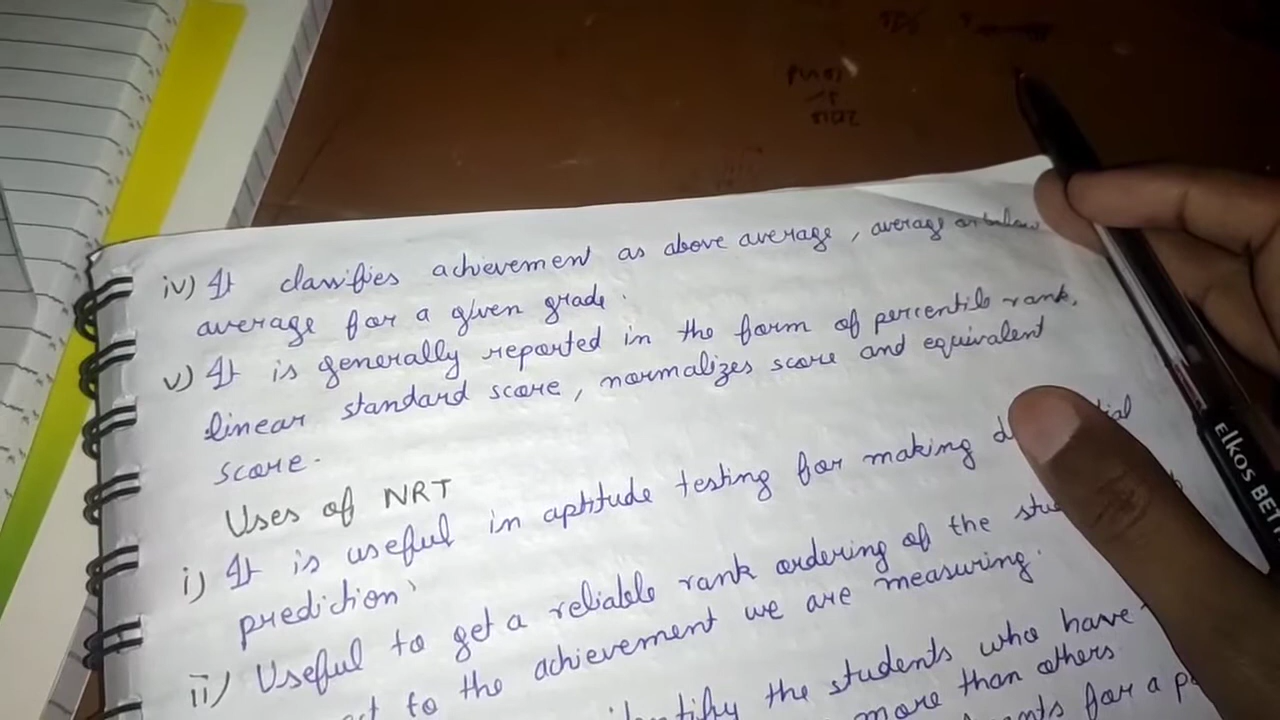 iv) It classifies achievement as above average, average or below
average for a given grade.
v) It is generally reported in the form of percentile rank,
linear standard score, normalizes score and equivalent
score.
Uses of NRT
i) It is useful in aptitude testing for making
prediction.
ii) Useful to get a reliable rank ordering of the
to the achievement we are measuring.
the students who have
more than others
for a
Elkos BET